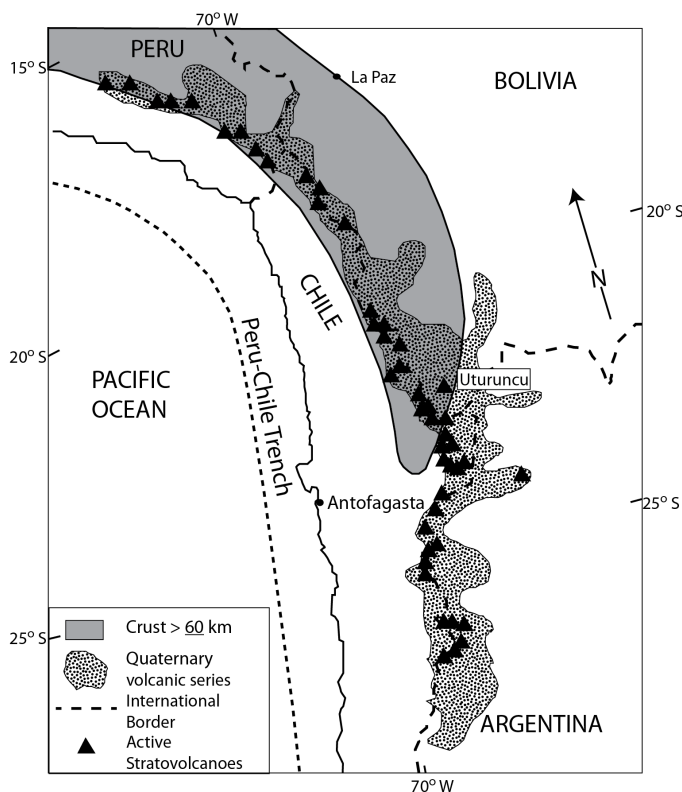 70° W
PERU
15° S
La Paz
BOLIVIA
20° S
N
CHILE
Peru-Chile Trench
20° S
PACIFIC
OCEAN
Uturuncu
Antofagasta
25° S
Crust > 60 km
25° S
Quaternary
volcanic series
International
Border
Active
Stratovolcanoes
ARGENTINA
70° W